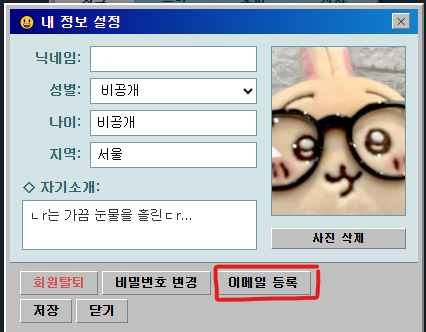 내 정보 설정
닉네임:
성별: 비공개
나이: 비공개
지역: 서울
사진 삭제
◇ 자기소개:
ㄴr는 가끔 눈물을 흘린ㄷr...
회원탈퇴 비밀번호 변경 이메일 등록
저장 닫기